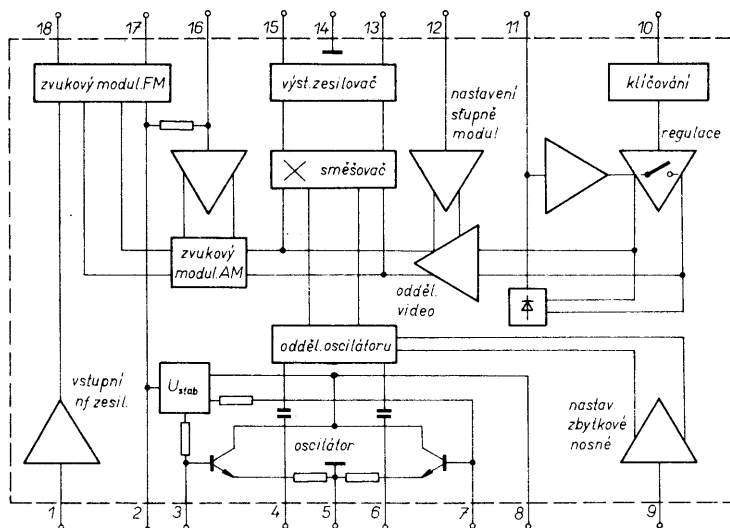 18 17 16 15 14 13 12 11 10
zvukový modul.FM
výst. zesilovač
klíčování
nastavení
stupně
modul
regulace
směšovač
zvukový
modul.AM
odděl.
video
odděl.oscilátoru
vstupní
nf zesil.
Ustab
oscilátor
nastav
zbytkové
nosné
1 2 3 4 5 6 7 8 9